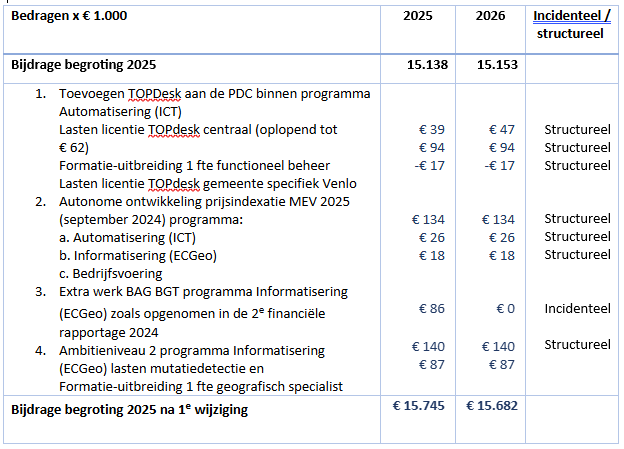 Bedragen x € 1.000 2025 2026 Incidenteel /
structureel
Bijdrage begroting 2025 15.138 15.153
1. Toevoegen TOPDesk aan de PDC binnen programma
Automatisering (ICT)
Lasten licentie TOPdesk centraal (oplopend tot € 39 € 47 Structureel
€ 62) € 94 € 94 Structureel
Formatie-uitbreiding 1 fte functioneel beheer -€ 17 -€ 17 Structureel
Lasten licentie TOPdesk gemeente specifiek Venlo
2. Autonome ontwikkeling prijsindexatie MEV 2025
(september 2024) programma: € 134 € 134 Structureel
a. Automatisering (ICT) € 26 € 26 Structureel
b. Informatisering (ECGeo) € 18 € 18 Structureel
c. Bedrijfsvoering
3. Extra werk BAG BGT programma Informatisering
(ECGeo) zoals opgenomen in de 2e financiële € 86 € 0 Incidenteel
rapportage 2024
4. Ambitieniveau 2 programma Informatisering € 140 € 140 Structureel
(ECGeo) lasten mutatiedetectie en € 87 € 87
Formatie-uitbreiding 1 fte geografisch specialist
Bijdrage begroting 2025 na 1e wijziging € 15.745 € 15.682